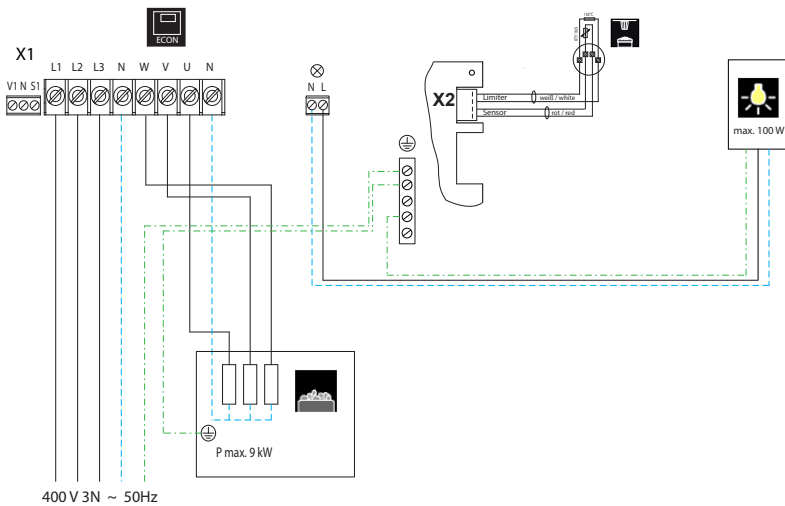 ECON
X1
L1 L2 L3 N W V U N
V1 N S1
N L
X2
Limiter
weiß / white
Sensor
rot / red
max. 100 W
P max. 9 kW
400 V 3N ~ 50Hz